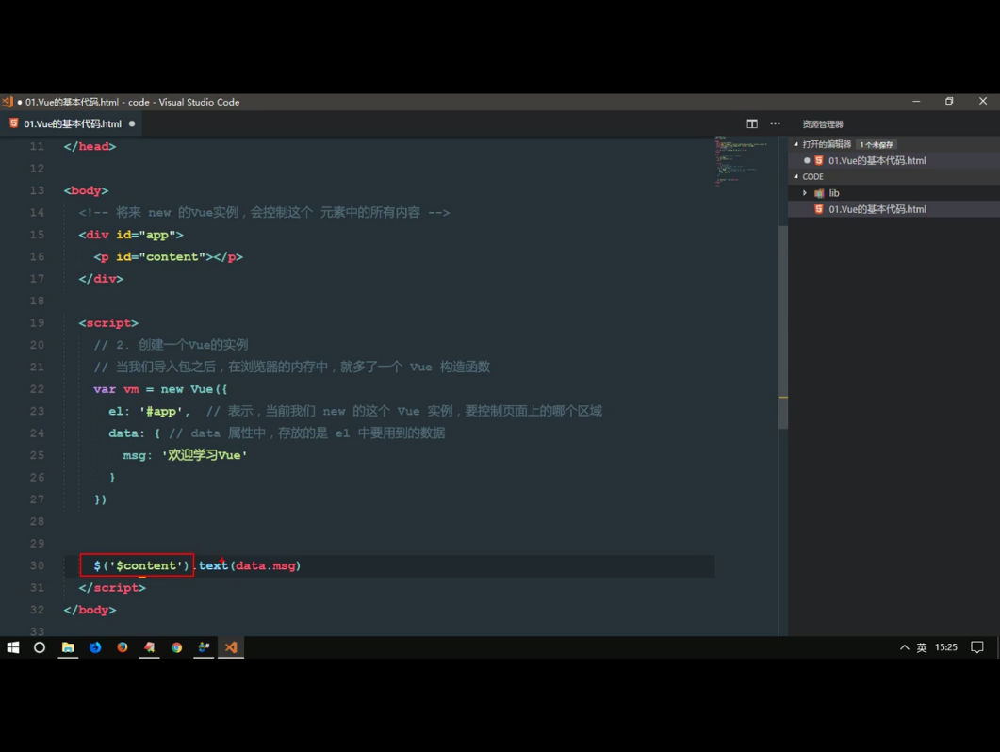 ● 01.Vue的基本代码.html - code - Visual Studio Code
01.Vue的基本代码.html ●
资源管理器
打开的编辑器 1 个未保存
01.Vue的基本代码.html
CODE
lib
01.Vue的基本代码.html
11 </head>
12
13 <body>
14 <!-- 将来 new 的Vue实例，会控制这个 元素中的所有内容 -->
15 <div id="app">
16 <p id="content"></p>
17 </div>
18
19 <script>
20 // 2. 创建一个Vue的实例
21 // 当我们导入包之后，在浏览器的内存中，就多了一个 Vue 构造函数
22 var vm = new Vue({
23 el: '#app', // 表示，当前我们 new 的这个 Vue 实例，要控制页面上的哪个区域
24 data: { // data 属性中，存放的是 el 中要用到的数据
25 msg: '欢迎学习Vue'
26 }
27 })
28
29
30 $('$content').text(data.msg)
31 </script>
32 </body>
33
英 15:25